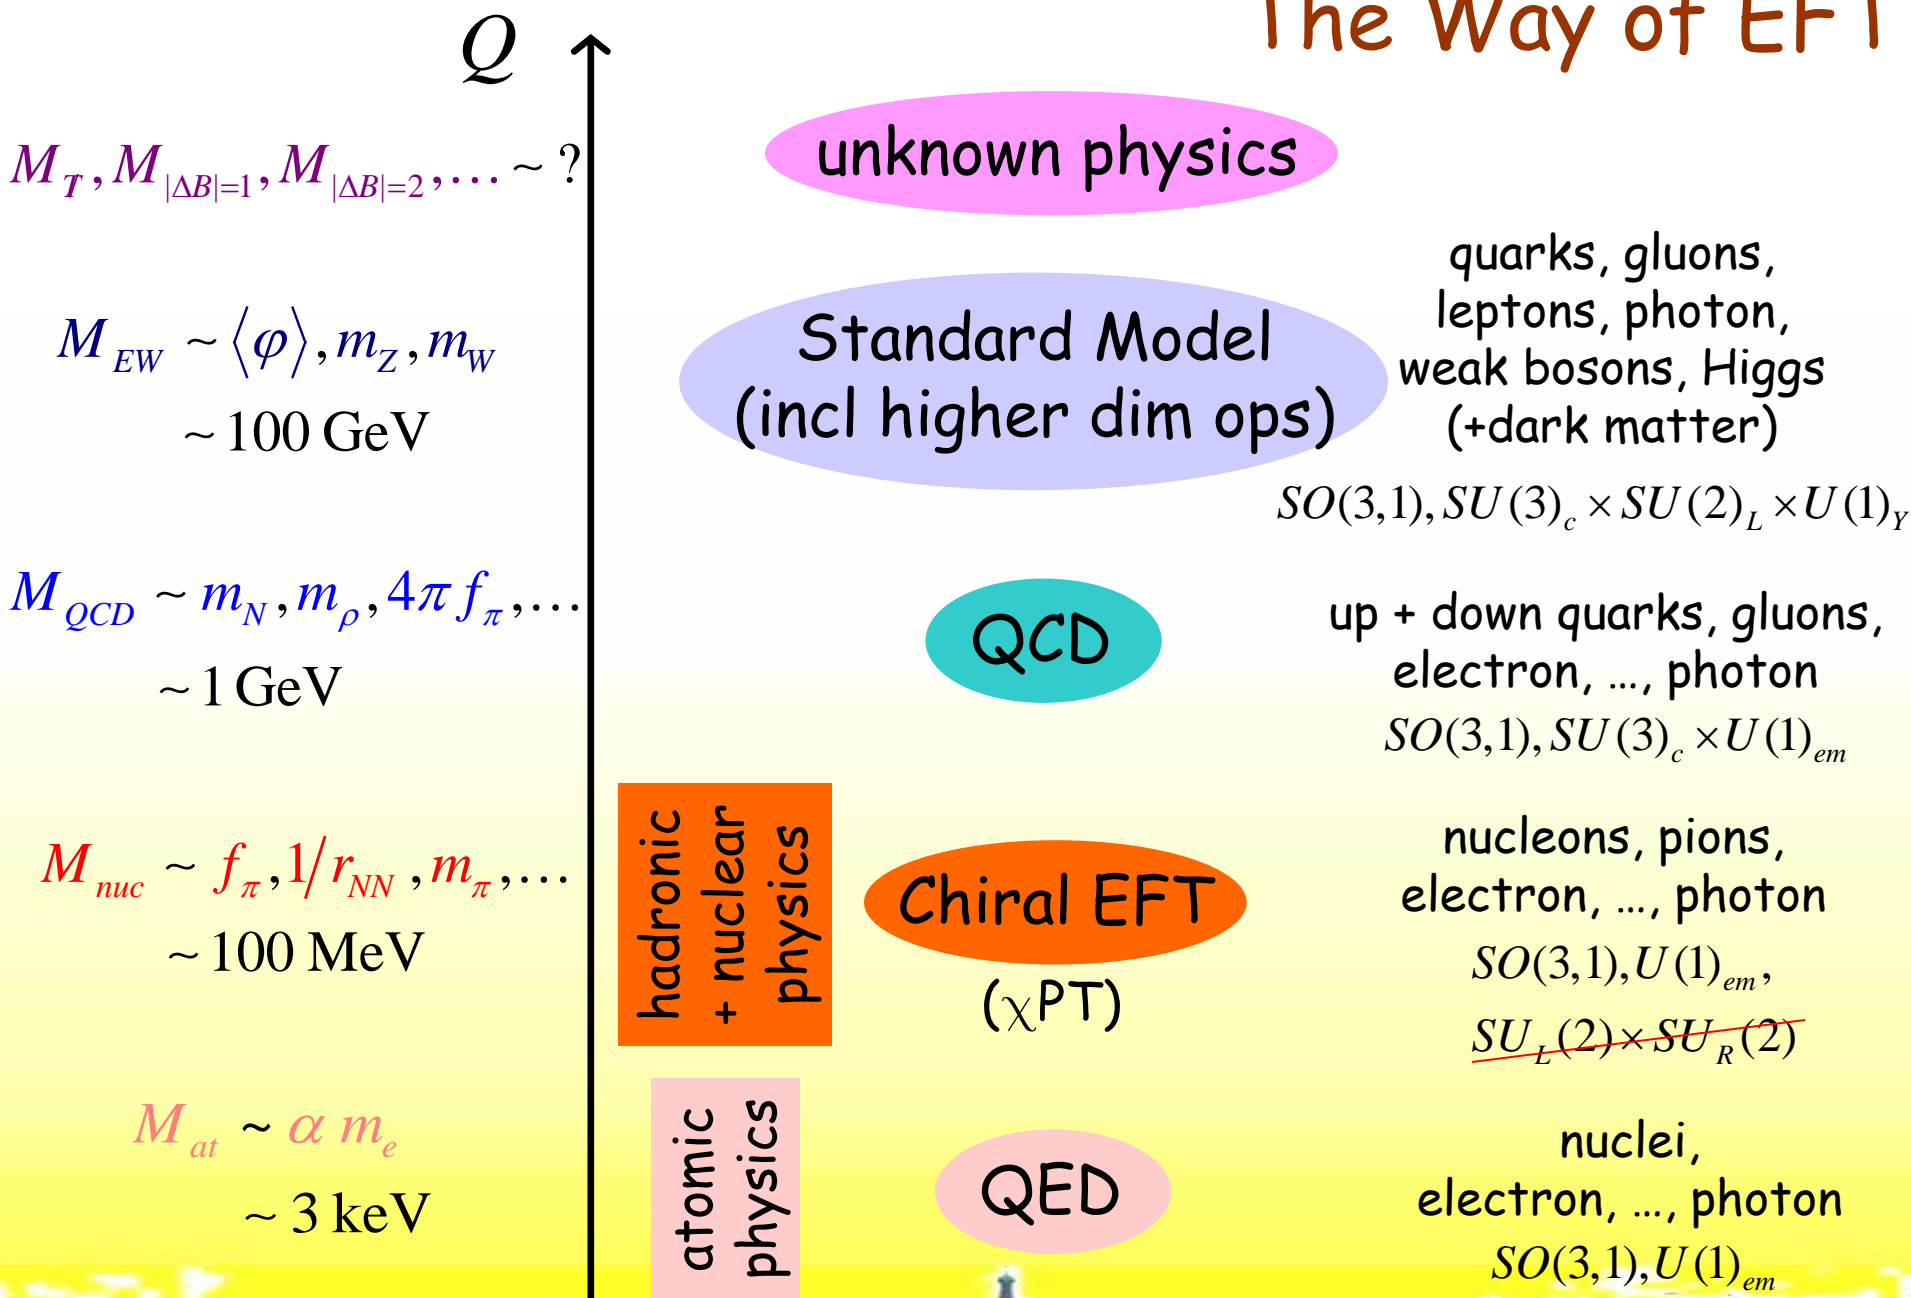 The Way of EFT
Q
unknown physics
M_T̸, M_|ΔB|=1, M_|ΔB|=2, … ~ ?
quarks, gluons,
leptons, photon,
weak bosons, Higgs
(+dark matter)
SO(3,1), SU(3)_c × SU(2)_L × U(1)_Y
Standard Model
(incl higher dim ops)
M_EW ~ ⟨φ⟩, m_Z, m_W
~ 100 GeV
M_QCD ~ m_N, m_ρ, 4π f_π, …
~ 1 GeV
QCD
up + down quarks, gluons,
electron, …, photon
SO(3,1), SU(3)_c × U(1)_em
M_nuc ~ f_π, 1/r_NN, m_π, …
~ 100 MeV
hadronic
+ nuclear
physics
Chiral EFT
(χPT)
nucleons, pions,
electron, …, photon
SO(3,1), U(1)_em,
SU_L(2) × SU_R(2)
M_at ~ α m_e
~ 3 keV
atomic
physics
QED
nuclei,
electron, …, photon
SO(3,1), U(1)_em